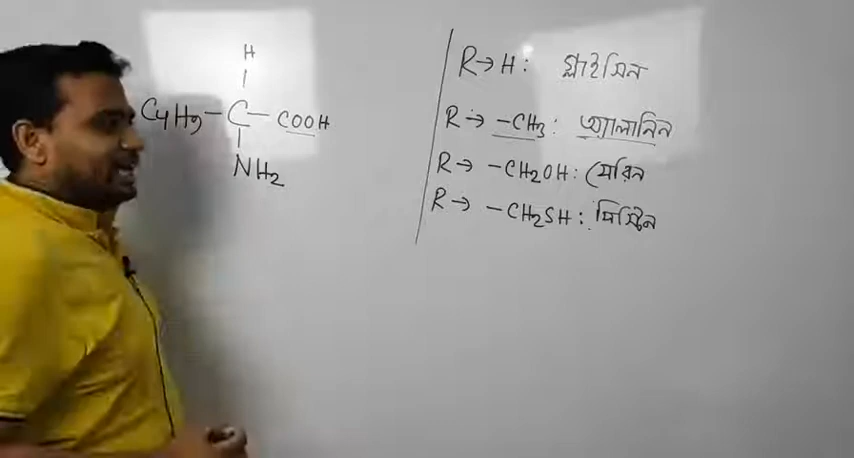 H
|
C4H9 - C - COOH
|
NH2
R → H : গ্লাইসিন
R → -CH3 : অ্যালানিন
R → -CH2OH : সেরিন
R → -CH2SH : সিস্টিন